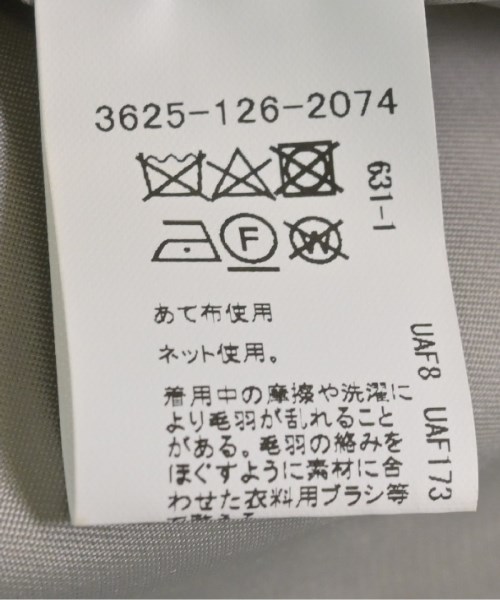 3625-126-2074
631-1
F
W
あて布使用
ネット使用。
着用中の摩擦や洗濯に
より毛羽が乱れること
がある。毛羽の絡みを
ほぐすように素材に合
わせた衣料用ブラシ等
UAF8 UAF173